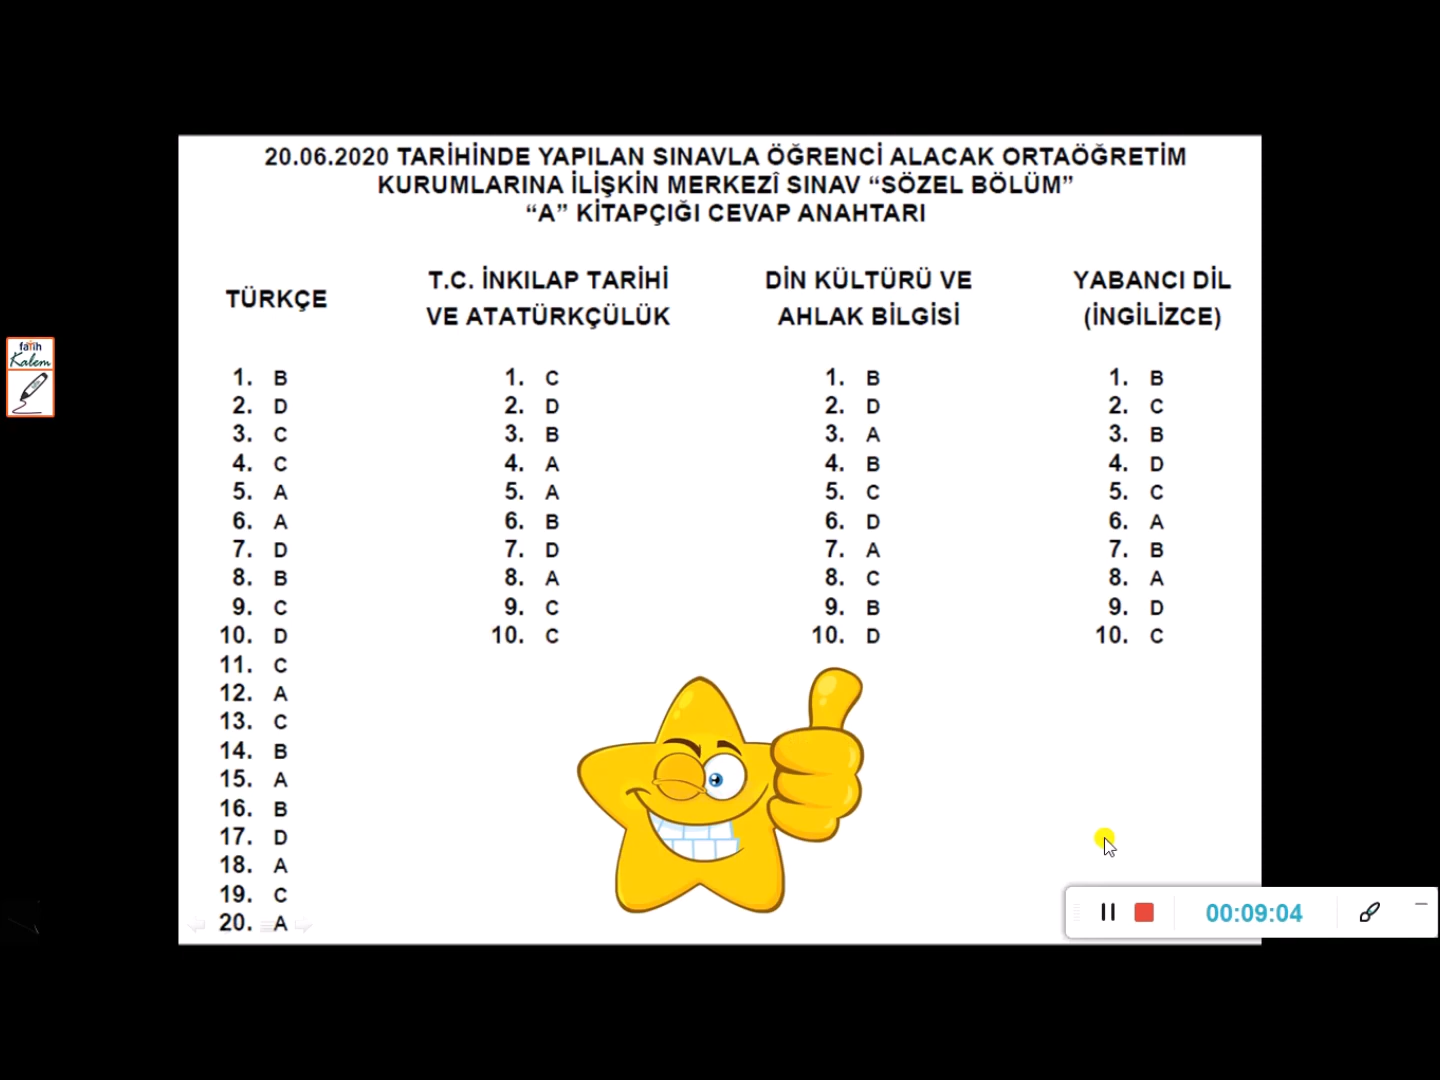 20.06.2020 TARİHİNDE YAPILAN SINAVLA ÖĞRENCİ ALACAK ORTAÖĞRETİM
KURUMLARINA İLİŞKİN MERKEZÎ SINAV “SÖZEL BÖLÜM”
“A” KİTAPÇIĞI CEVAP ANAHTARI
TÜRKÇE
1. B
2. D
3. C
4. C
5. A
6. A
7. D
8. B
9. C
10. D
11. C
12. A
13. C
14. B
15. A
16. B
17. D
18. A
19. C
20. A
T.C. İNKILAP TARİHİ
VE ATATÜRKÇÜLÜK
1. C
2. D
3. B
4. A
5. A
6. B
7. D
8. A
9. C
10. C
DİN KÜLTÜRÜ VE
AHLAK BİLGİSİ
1. B
2. D
3. A
4. B
5. C
6. D
7. A
8. C
9. B
10. D
YABANCI DİL
(İNGİLİZCE)
1. B
2. C
3. B
4. D
5. C
6. A
7. B
8. A
9. D
10. C
fatih
Kalem
00:09:04